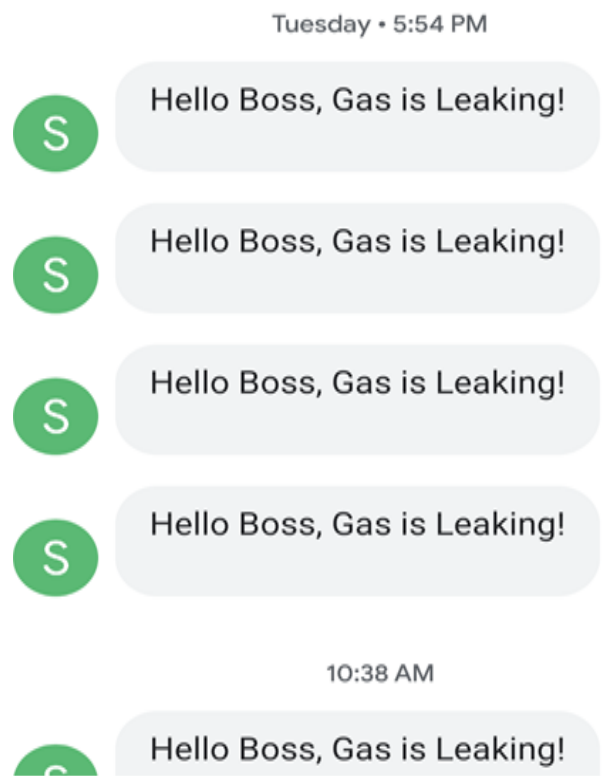 Tuesday • 5:54 PM
Hello Boss, Gas is Leaking!
S
Hello Boss, Gas is Leaking!
S
Hello Boss, Gas is Leaking!
S
Hello Boss, Gas is Leaking!
S
10:38 AM
Hello Boss, Gas is Leaking!
S